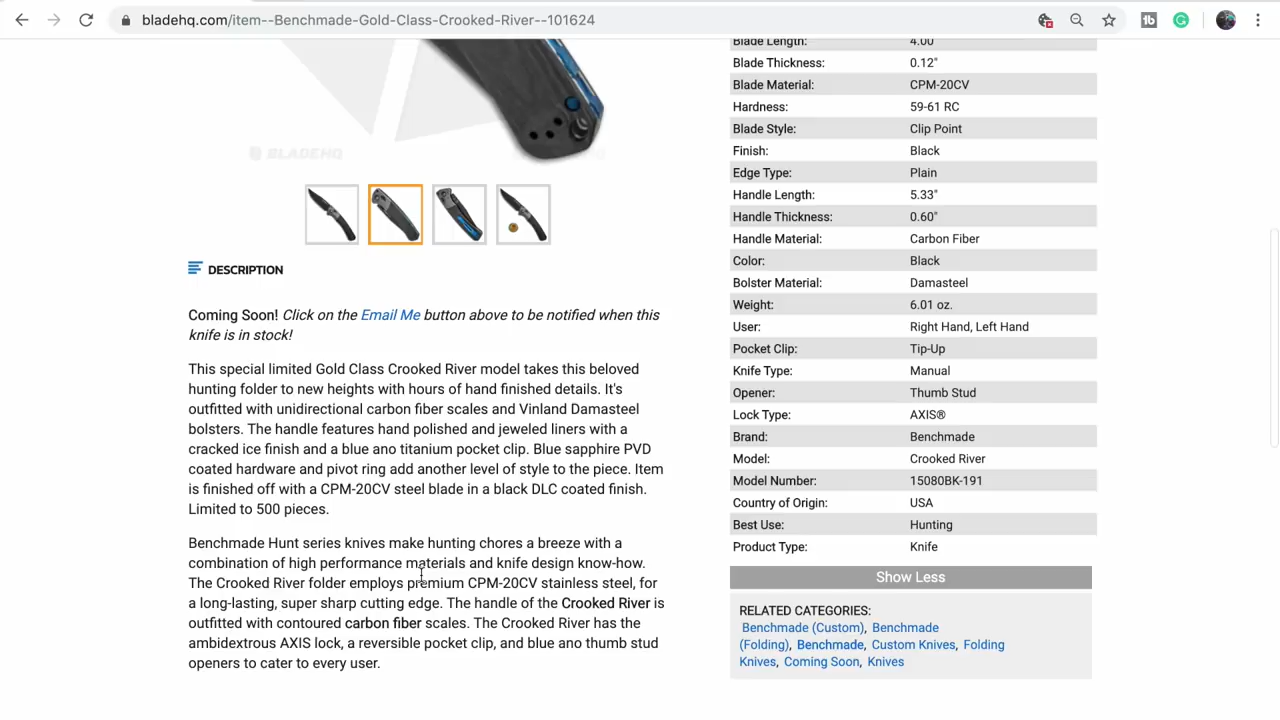 bladehq.com/item--Benchmade-Gold-Class-Crooked-River--101624
BLADEHQ
DESCRIPTION
Coming Soon! Click on the Email Me button above to be notified when this
knife is in stock!
This special limited Gold Class Crooked River model takes this beloved
hunting folder to new heights with hours of hand finished details. It's
outfitted with unidirectional carbon fiber scales and Vinland Damasteel
bolsters. The handle features hand polished and jeweled liners with a
cracked ice finish and a blue ano titanium pocket clip. Blue sapphire PVD
coated hardware and pivot ring add another level of style to the piece. Item
is finished off with a CPM-20CV steel blade in a black DLC coated finish.
Limited to 500 pieces.
Benchmade Hunt series knives make hunting chores a breeze with a
combination of high performance materials and knife design know-how.
The Crooked River folder employs premium CPM-20CV stainless steel, for
a long-lasting, super sharp cutting edge. The handle of the Crooked River is
outfitted with contoured carbon fiber scales. The Crooked River has the
ambidextrous AXIS lock, a reversible pocket clip, and blue ano thumb stud
openers to cater to every user.
Blade Length: 4.00"
Blade Thickness: 0.12"
Blade Material: CPM-20CV
Hardness: 59-61 RC
Blade Style: Clip Point
Finish: Black
Edge Type: Plain
Handle Length: 5.33"
Handle Thickness: 0.60"
Handle Material: Carbon Fiber
Color: Black
Bolster Material: Damasteel
Weight: 6.01 oz.
User: Right Hand, Left Hand
Pocket Clip: Tip-Up
Knife Type: Manual
Opener: Thumb Stud
Lock Type: AXIS®
Brand: Benchmade
Model: Crooked River
Model Number: 15080BK-191
Country of Origin: USA
Best Use: Hunting
Product Type: Knife
Show Less
RELATED CATEGORIES:
Benchmade (Custom), Benchmade
(Folding), Benchmade, Custom Knives, Folding
Knives, Coming Soon, Knives